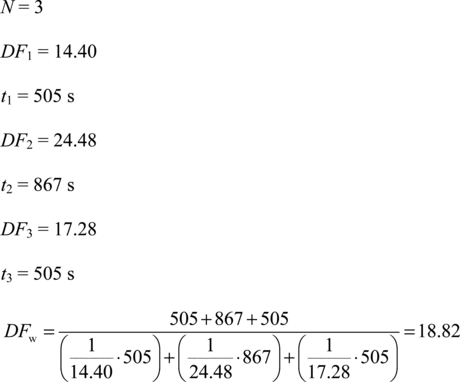 N = 3
DF₁ = 14.40
t₁ = 505 s
DF₂ = 24.48
t₂ = 867 s
DF₃ = 17.28
t₃ = 505 s
DF_w = (505+867+505) / ((1/14.40 · 505) + (1/24.48 · 867) + (1/17.28 · 505)) = 18.82